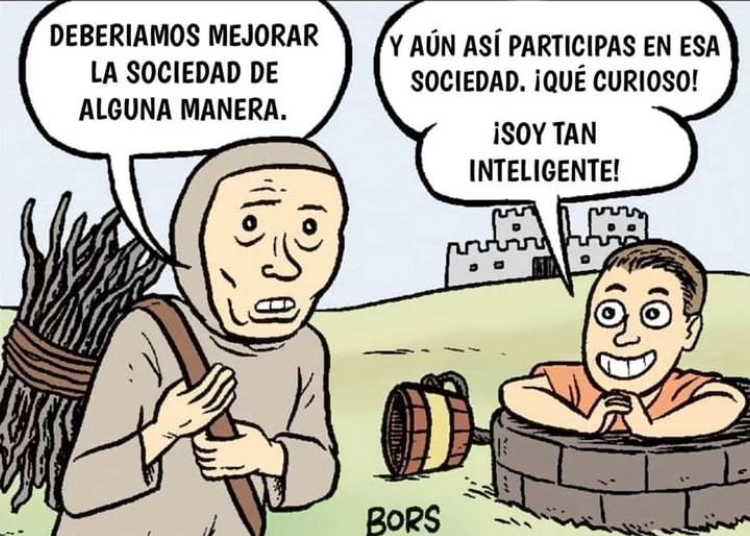 DEBERIAMOS MEJORAR
LA SOCIEDAD DE
ALGUNA MANERA.
Y AÚN ASÍ PARTICIPAS EN ESA
SOCIEDAD. ¡QUÉ CURIOSO!
¡SOY TAN
INTELIGENTE!
BORS